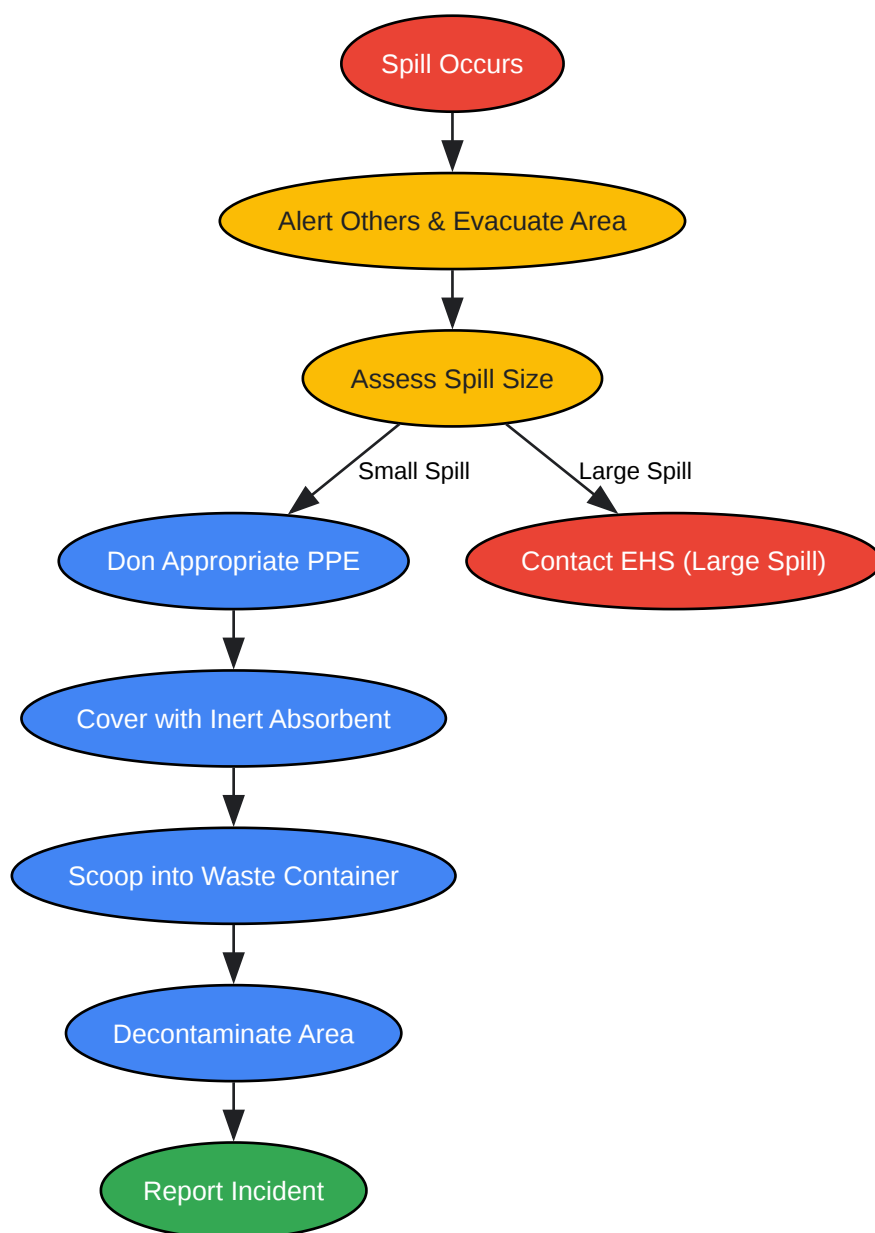 Spill Occurs
Alert Others & Evacuate Area
Assess Spill Size
Small Spill
Large Spill
Don Appropriate PPE
Contact EHS (Large Spill)
Cover with Inert Absorbent
Scoop into Waste Container
Decontaminate Area
Report Incident